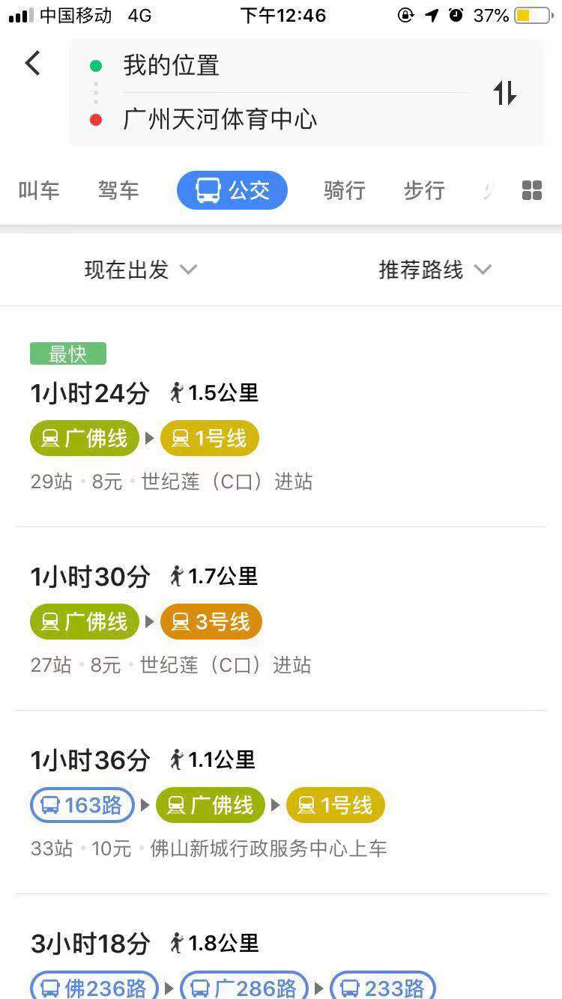 中国移动 4G 下午12:46 37%
我的位置
广州天河体育中心
叫车 驾车 公交 骑行 步行
现在出发 推荐路线
最快
1小时24分 1.5公里
广佛线 1号线
29站 · 8元 · 世纪莲（C口）进站
1小时30分 1.7公里
广佛线 3号线
27站 · 8元 · 世纪莲（C口）进站
1小时36分 1.1公里
163路 广佛线 1号线
33站 · 10元 · 佛山新城行政服务中心上车
3小时18分 1.8公里
佛236路 广286路 233路